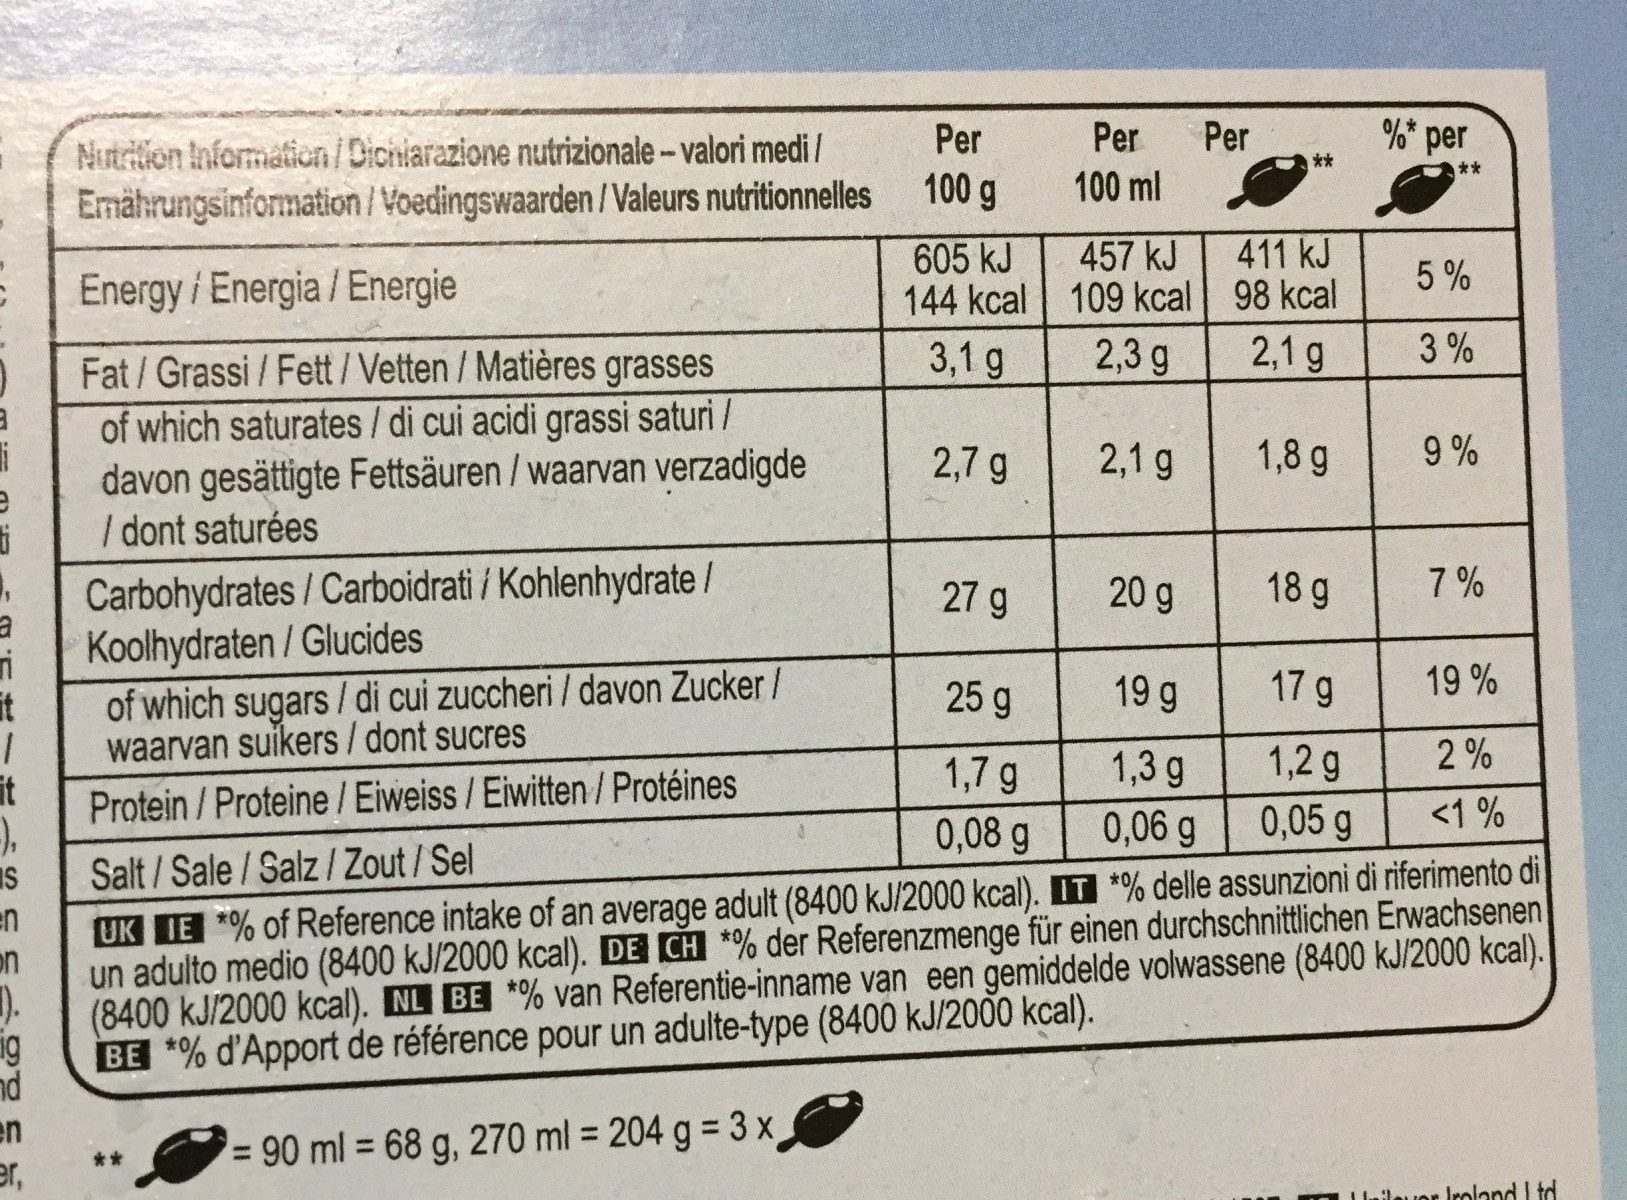 Nutrition Information / Dichiarazione nutrizionale – valori medi /
Ernährungsinformation / Voedingswaarden / Valeurs nutritionnelles
Per 100 g
Per 100 ml
Per **
%* per **
Energy / Energia / Energie
605 kJ 457 kJ 411 kJ
144 kcal 109 kcal 98 kcal
5 %
Fat / Grassi / Fett / Vetten / Matières grasses 3,1 g 2,3 g 2,1 g 3 %
of which saturates / di cui acidi grassi saturi /
davon gesättigte Fettsäuren / waarvan verzadigde
/ dont saturées
2,7 g 2,1 g 1,8 g 9 %
Carbohydrates / Carboidrati / Kohlenhydrate /
Koolhydraten / Glucides
27 g 20 g 18 g 7 %
of which sugars / di cui zuccheri / davon Zucker /
waarvan suikers / dont sucres
25 g 19 g 17 g 19 %
Protein / Proteine / Eiweiss / Eiwitten / Protéines 1,7 g 1,3 g 1,2 g 2 %
Salt / Sale / Salz / Zout / Sel 0,08 g 0,06 g 0,05 g <1 %
UK IE *% of Reference intake of an average adult (8400 kJ/2000 kcal). IT *% delle assunzioni di riferimento di
un adulto medio (8400 kJ/2000 kcal). DE CH *% der Referenzmenge für einen durchschnittlichen Erwachsenen
(8400 kJ/2000 kcal). NL BE *% van Referentie-inname van een gemiddelde volwassene (8400 kJ/2000 kcal).
BE *% d'Apport de référence pour un adulte-type (8400 kJ/2000 kcal).
** = 90 ml = 68 g, 270 ml = 204 g = 3 x
Unilever Ireland Ltd